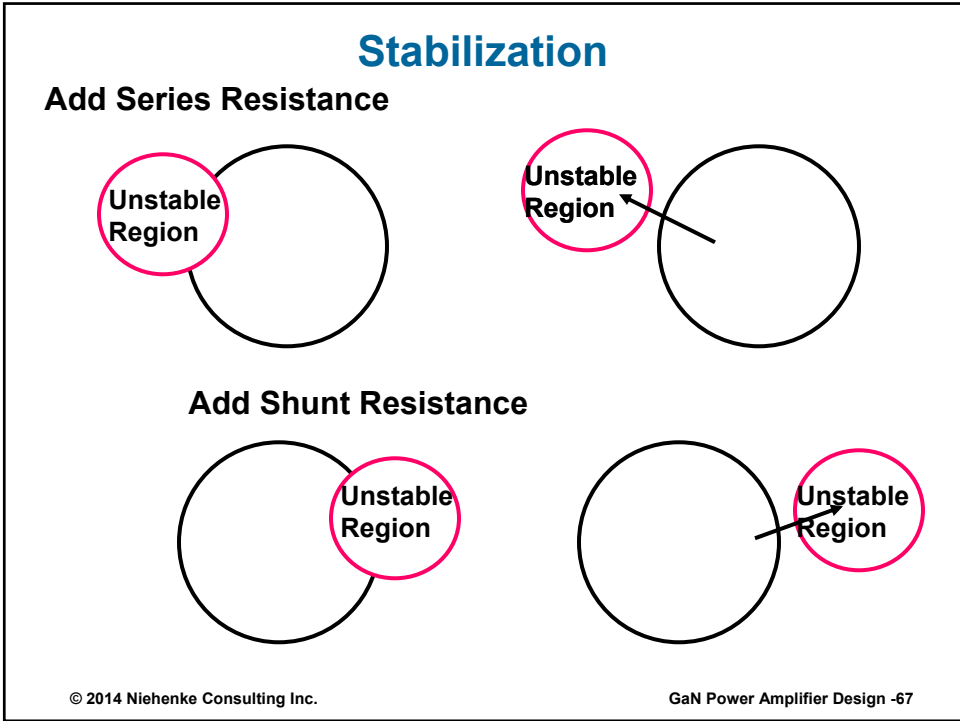 Stabilization
Add Series Resistance
Unstable
Region
Unstable
Region
Add Shunt Resistance
Unstable
Region
Unstable
Region
© 2014 Niehenke Consulting Inc.
GaN Power Amplifier Design -67